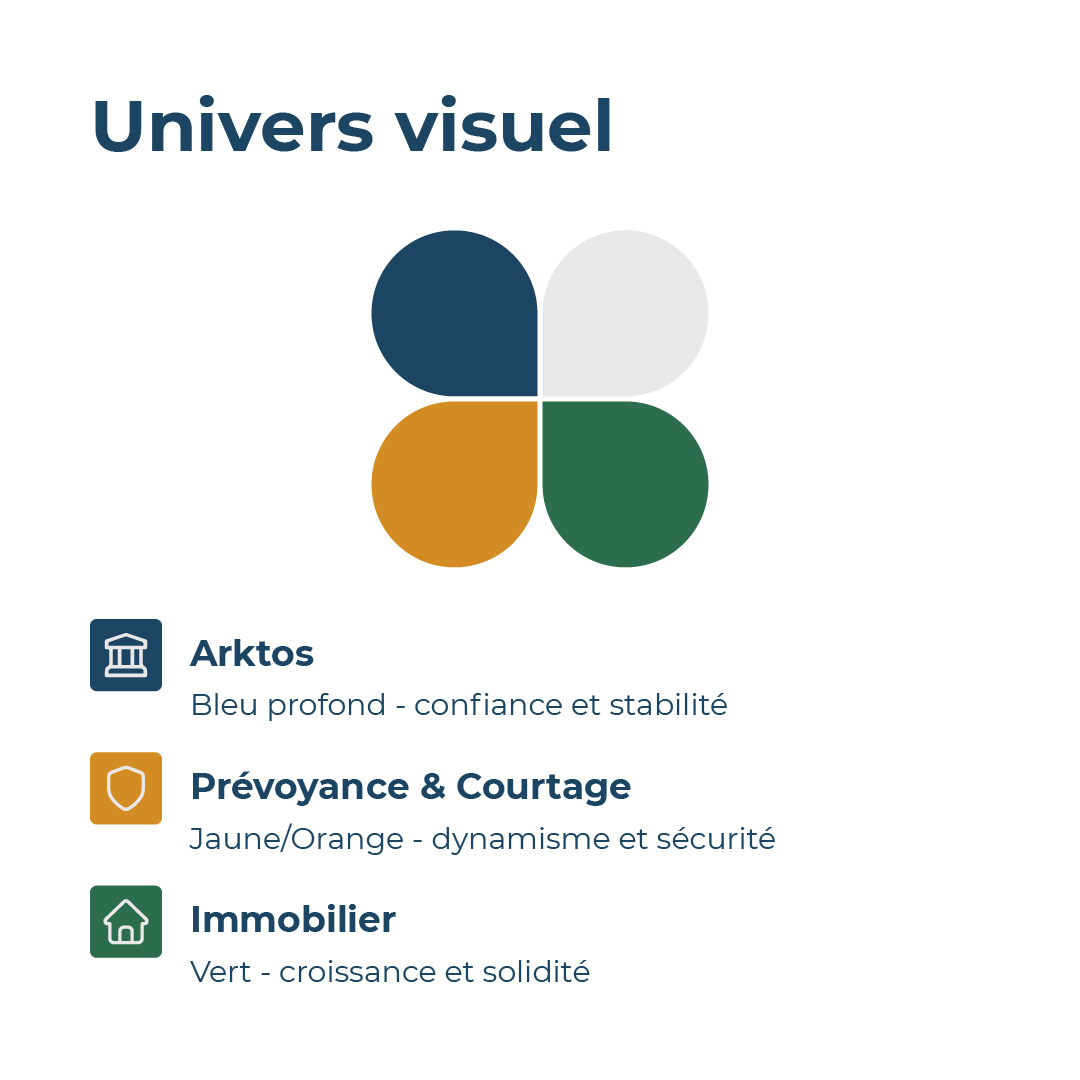 Univers visuel
Arktos
Bleu profond - confiance et stabilité
Prévoyance & Courtage
Jaune/Orange - dynamisme et sécurité
Immobilier
Vert - croissance et solidité